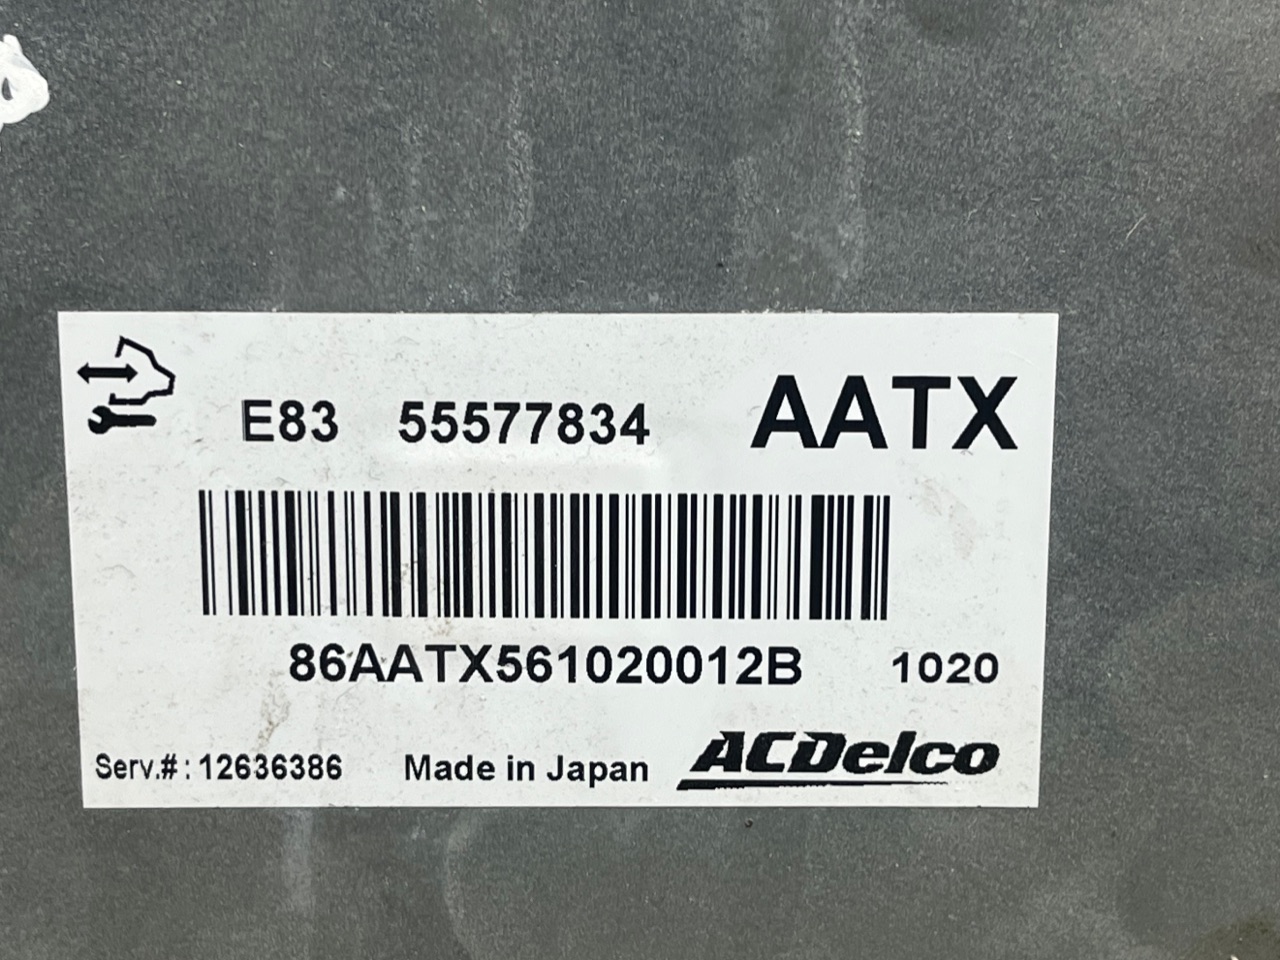 E83 55577834 AATX
86AATX561020012B 1020
Serv.#: 12636386 Made in Japan ACDelco